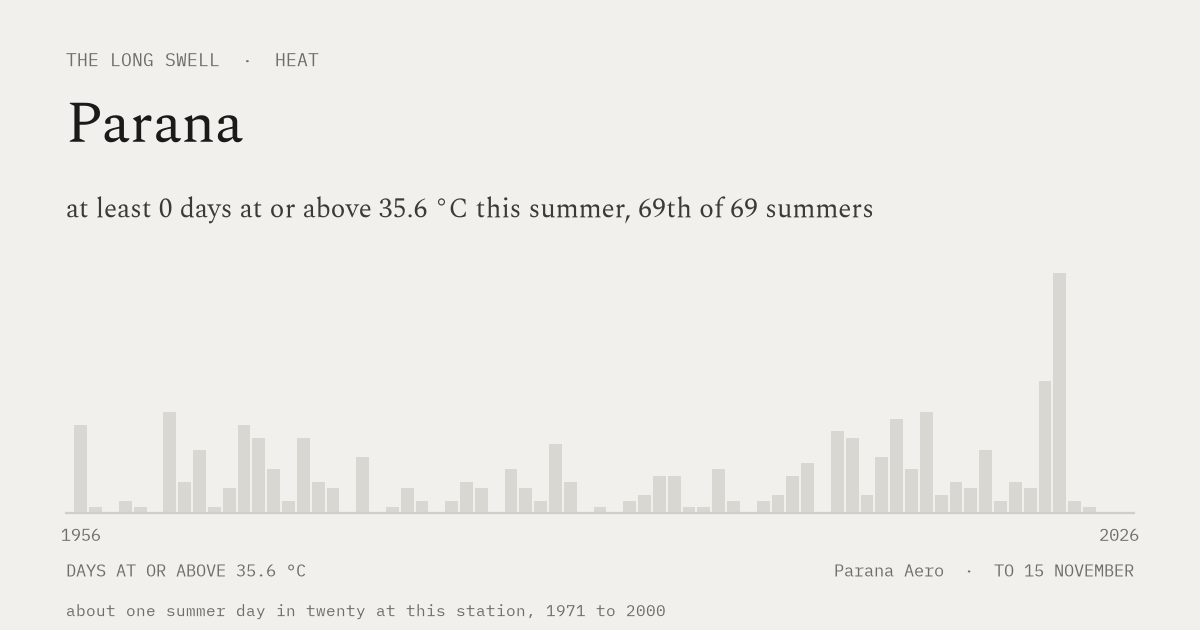 THE LONG SWELL · HEAT
Parana
at least 0 days at or above 35.6 °C this summer, 69th of 69 summers
1956
2026
DAYS AT OR ABOVE 35.6 °C
Parana Aero · TO 15 NOVEMBER
about one summer day in twenty at this station, 1971 to 2000